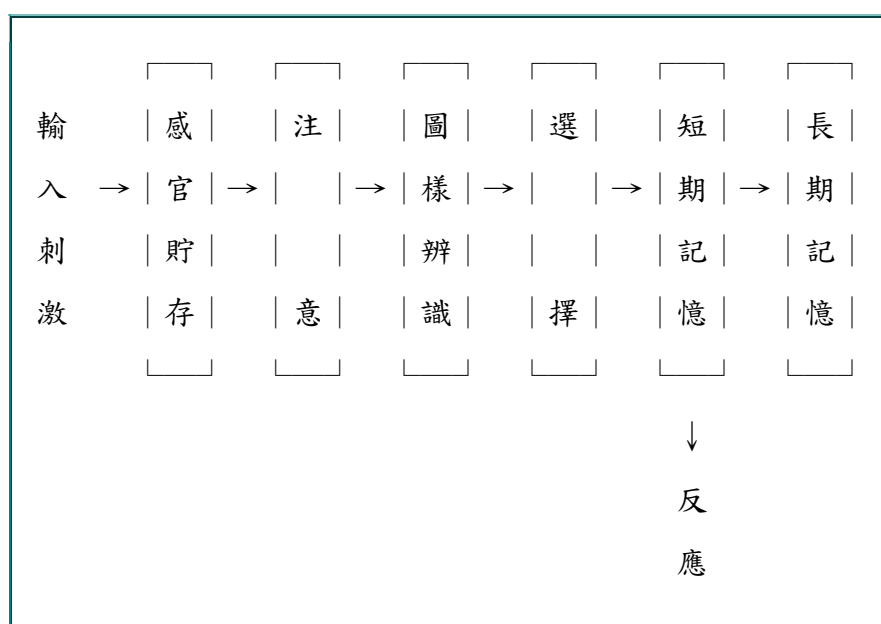 輸入刺激 → 感官貯存 → 注意 → 圖樣辨識 → 選擇 → 短期記憶 → 長期記憶
↓
反應